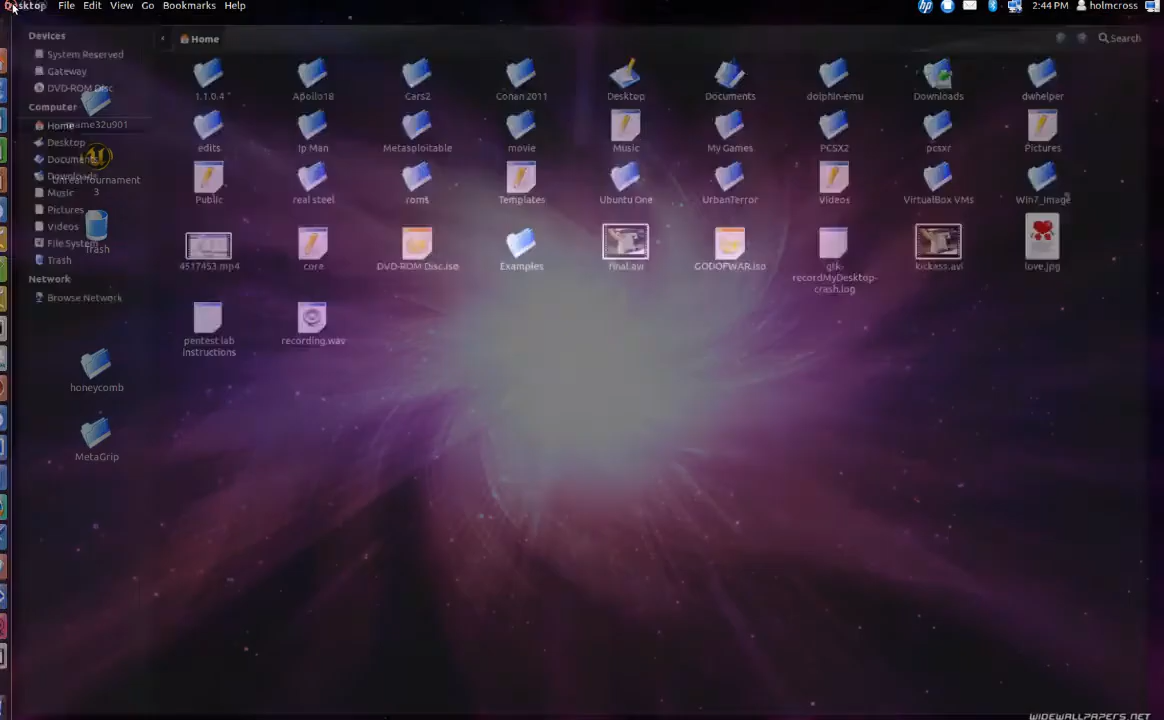 Desktop File Edit View Go Bookmarks Help
2:44 PM holmcross
Devices
System Reserved
Gateway
DVD-ROM Disc
Computer
Home
Desktop
Documents
Downloads
Music
Pictures
Videos
File System
Trash
Network
Browse Network
mame32u901
Unreal Tournament
3
Trash
honeycomb
MetaGrip
Home
Search
1.1.0.4
Apollo18
Cars2
Conan 2011
Desktop
Documents
dolphin-emu
Downloads
dwhelper
edits
Ip Man
Metasploitable
movie
Music
My Games
PCSX2
pcsxr
Pictures
Public
real steel
roms
Templates
Ubuntu One
UrbanTerror
Videos
VirtualBox VMs
Win7_Image
4517453.mp4
core
DVD-ROM Disc.iso
Examples
final.avi
GODOFWAR.iso
gtk-
recordMyDesktop-
crash.log
kickass.avi
love.jpg
pentest lab
instructions
recording.wav
WIDEWALLPAPERS.NET